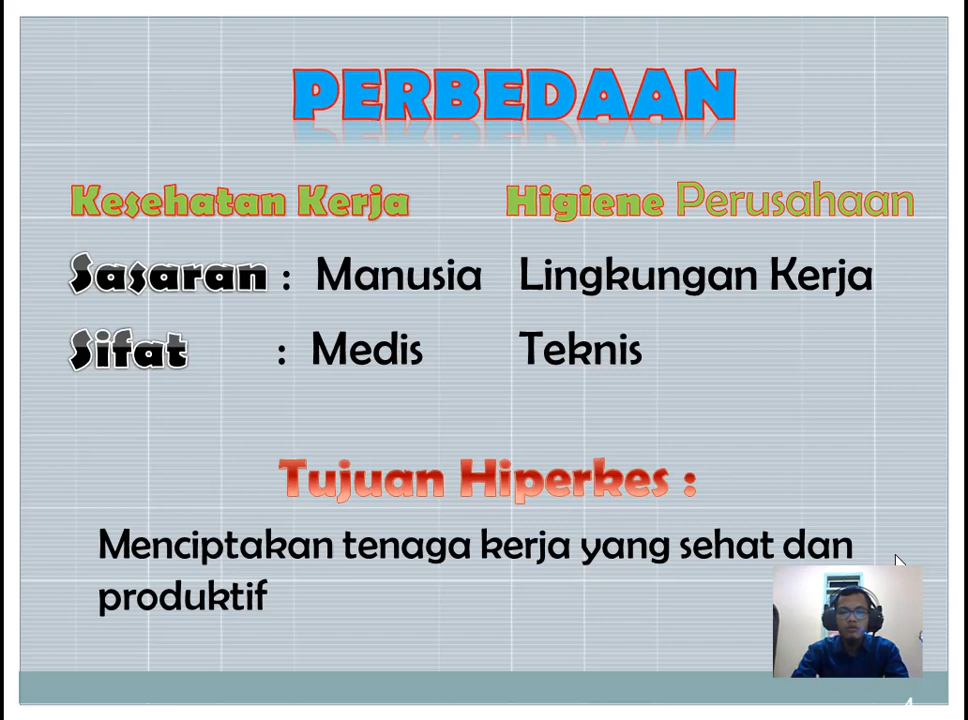 PERBEDAAN
Kesehatan Kerja Higiene Perusahaan
Sasaran : Manusia Lingkungan Kerja
Sifat : Medis Teknis
Tujuan Hiperkes :
Menciptakan tenaga kerja yang sehat dan
produktif
4